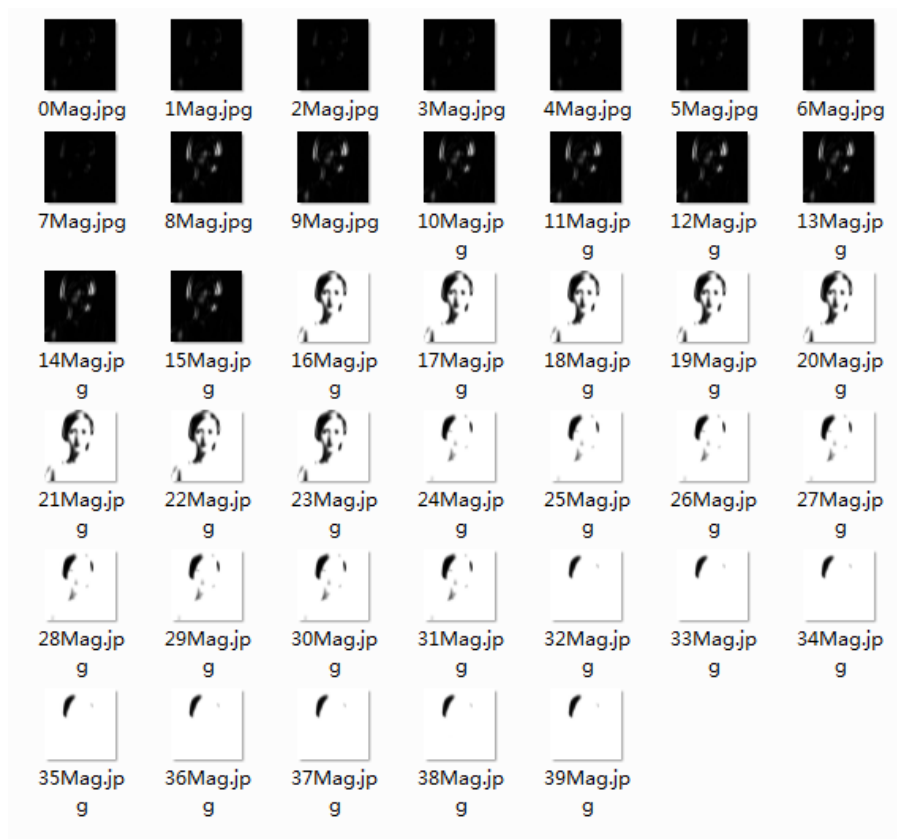 0Mag.jpg 1Mag.jpg 2Mag.jpg 3Mag.jpg 4Mag.jpg 5Mag.jpg 6Mag.jpg
7Mag.jpg 8Mag.jpg 9Mag.jpg 10Mag.jp 11Mag.jp 12Mag.jp 13Mag.jp
g g g g
14Mag.jp 15Mag.jp 16Mag.jp 17Mag.jp 18Mag.jp 19Mag.jp 20Mag.jp
g g g g g g g
21Mag.jp 22Mag.jp 23Mag.jp 24Mag.jp 25Mag.jp 26Mag.jp 27Mag.jp
g g g g g g g
28Mag.jp 29Mag.jp 30Mag.jp 31Mag.jp 32Mag.jp 33Mag.jp 34Mag.jp
g g g g g g g
35Mag.jp 36Mag.jp 37Mag.jp 38Mag.jp 39Mag.jp
g g g g g